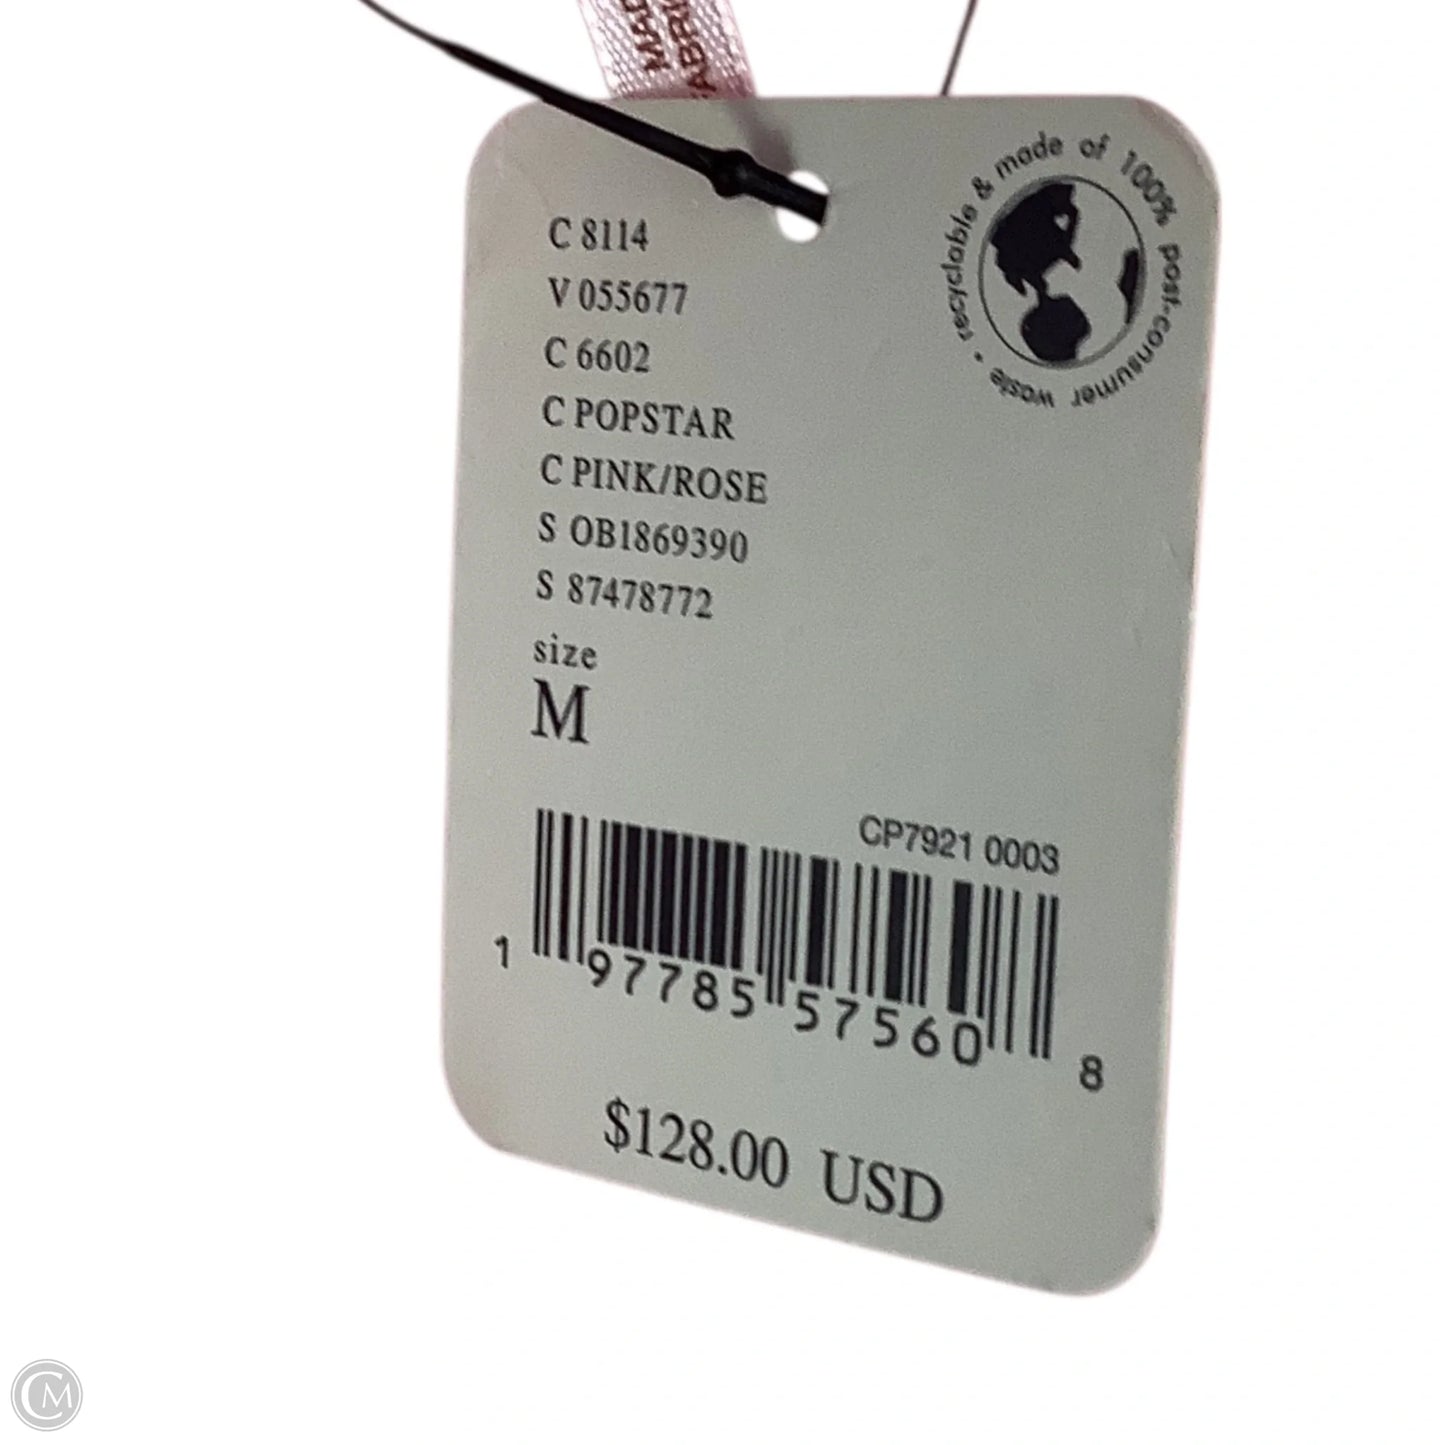 C 8114
V 055677
C 6602
C POPSTAR
C PINK/ROSE
S OB1869390
S 87478772
size
M
recyclable & made of 100% post-consumer waste •
CP7921 0003
1 97785 57560 8
$128.00 USD
CM